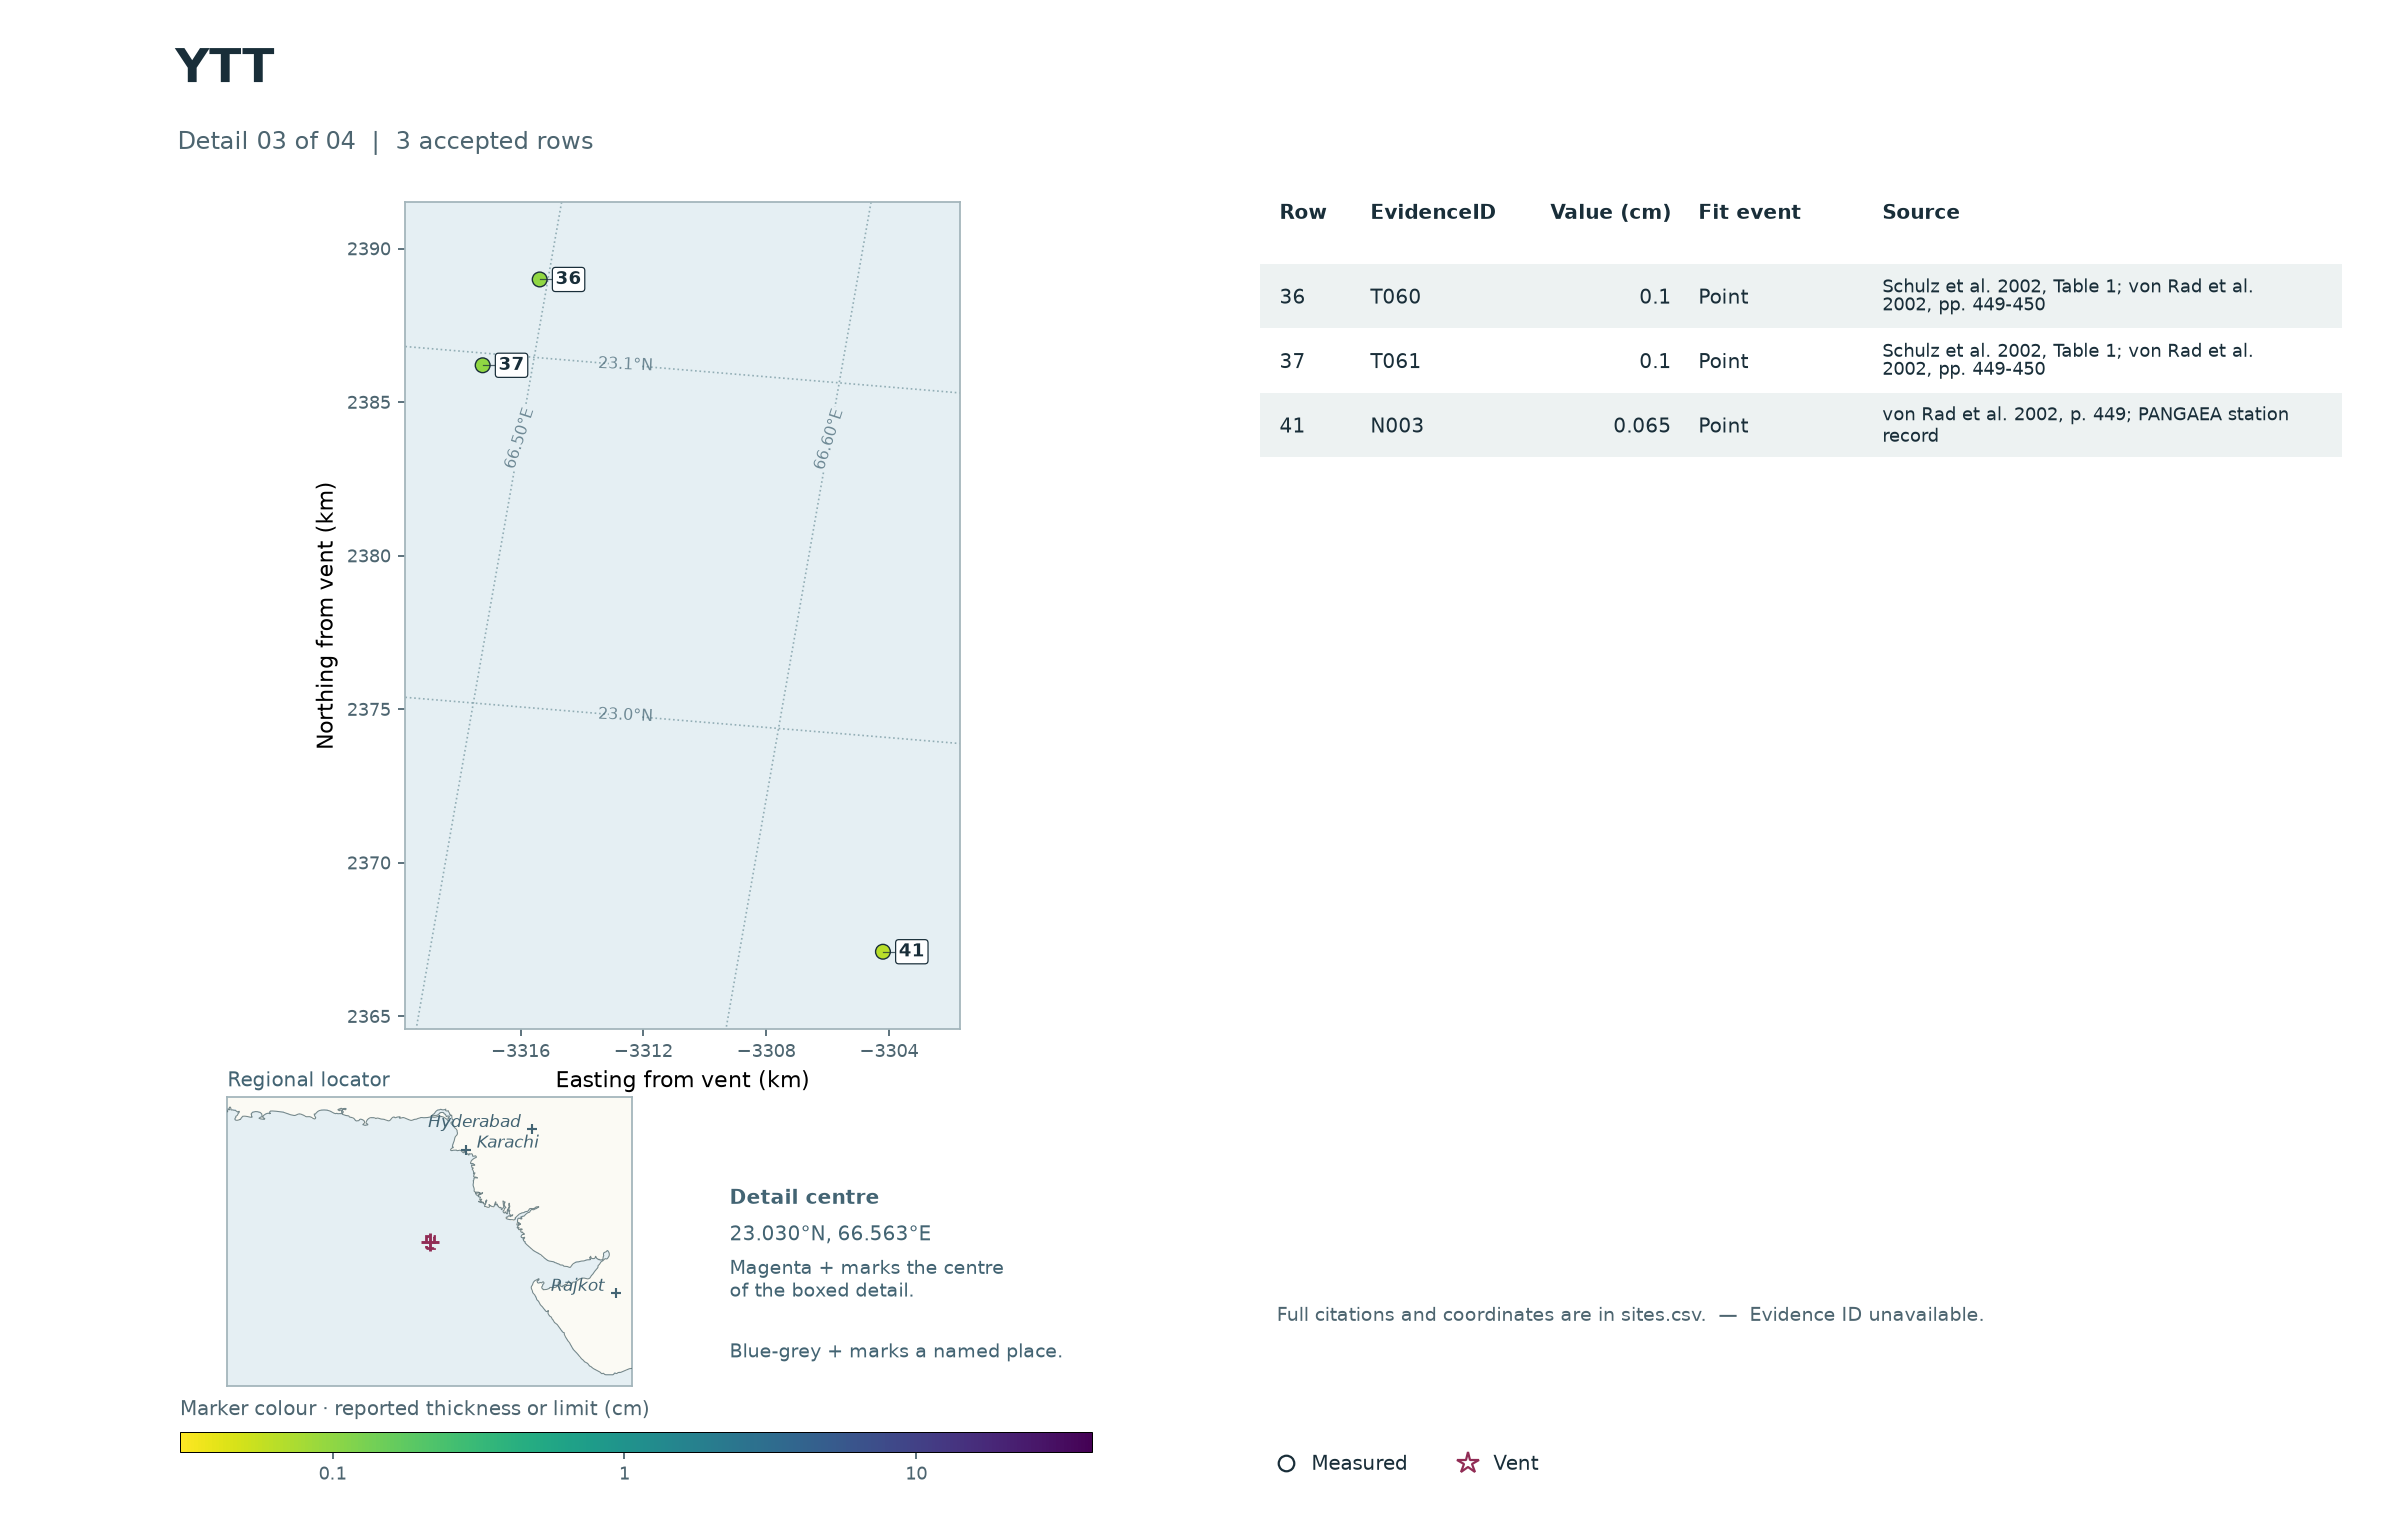 YTT
Detail 03 of 04 | 3 accepted rows
2390
2385
2380
2375
2370
2365
Northing from vent (km)
36
37
41
23.1°N
23.0°N
66.50°E
66.60°E
−3316
−3312
−3308
−3304
Easting from vent (km)
Row EvidenceID Value (cm) Fit event Source
36 T060 0.1 Point Schulz et al. 2002, Table 1; von Rad et al.
2002, pp. 449-450
37 T061 0.1 Point Schulz et al. 2002, Table 1; von Rad et al.
2002, pp. 449-450
41 N003 0.065 Point von Rad et al. 2002, p. 449; PANGAEA station
record
Regional locator
Hyderabad
Karachi
Rajkot
Detail centre
23.030°N, 66.563°E
Magenta + marks the centre
of the boxed detail.
Blue-grey + marks a named place.
Full citations and coordinates are in sites.csv. — Evidence ID unavailable.
Marker colour · reported thickness or limit (cm)
0.1
1
10
Measured
Vent